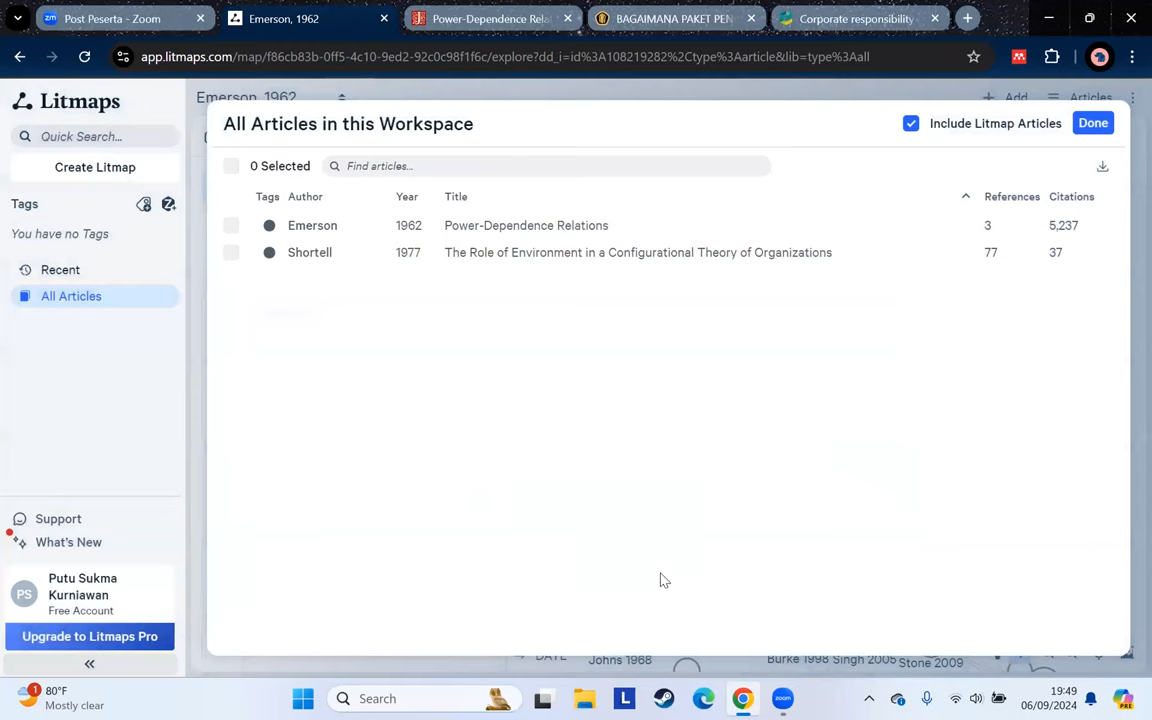 Post Peserta - Zoom
Emerson, 1962
Power-Dependence Rela
BAGAIMANA PAKET PEN
Corporate responsibility
app.litmaps.com/map/f86cb83b-0ff5-4c10-9ed2-92c0c98f1f6c/explore?dd_i=id%3A108219282%2Ctype%3Aarticle&lib=type%3Aall
Litmaps
Quick Search...
Create Litmap
Tags
You have no Tags
Recent
All Articles
Support
What's New
PS
Putu Sukma
Kurniawan
Free Account
Upgrade to Litmaps Pro
Emerson, 1962
Add
Articles
All Articles in this Workspace
Include Litmap Articles
Done
0 Selected
Find articles...
Tags Author Year Title References Citations
Emerson 1962 Power-Dependence Relations 3 5,237
Shortell 1977 The Role of Environment in a Configurational Theory of Organizations 77 37
DATE
Johns 1968
Burke 1998 Singh 2005 Stone 2009
1
80°F
Mostly clear
Search
L
zoom
PRE
19:49
06/09/2024